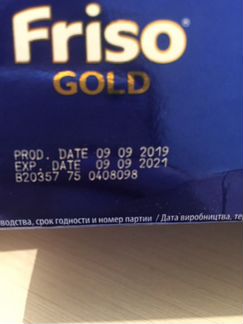 Friso®
GOLD
PROD. DATE 09 09 2019
EXP. DATE 09 09 2021
B20357 75 0408098
водства, срок годности и номер партии / Дата виробництва, те